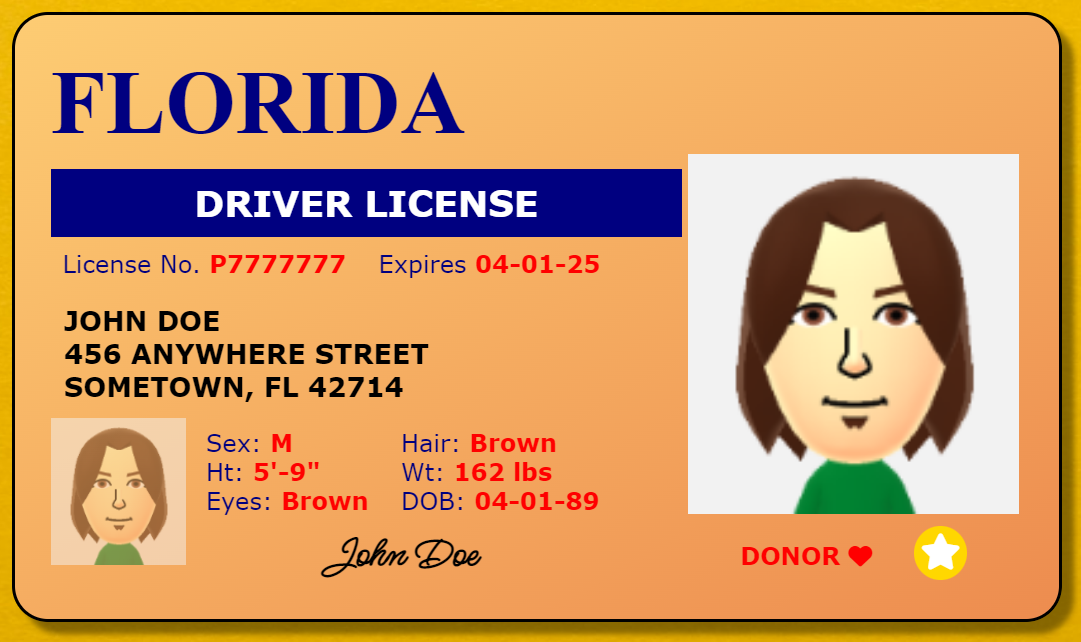 FLORIDA
DRIVER LICENSE
License No. P7777777 Expires 04-01-25
JOHN DOE
456 ANYWHERE STREET
SOMETOWN, FL 42714
Sex: M Hair: Brown
Ht: 5'-9" Wt: 162 lbs
Eyes: Brown DOB: 04-01-89
John Doe
DONOR